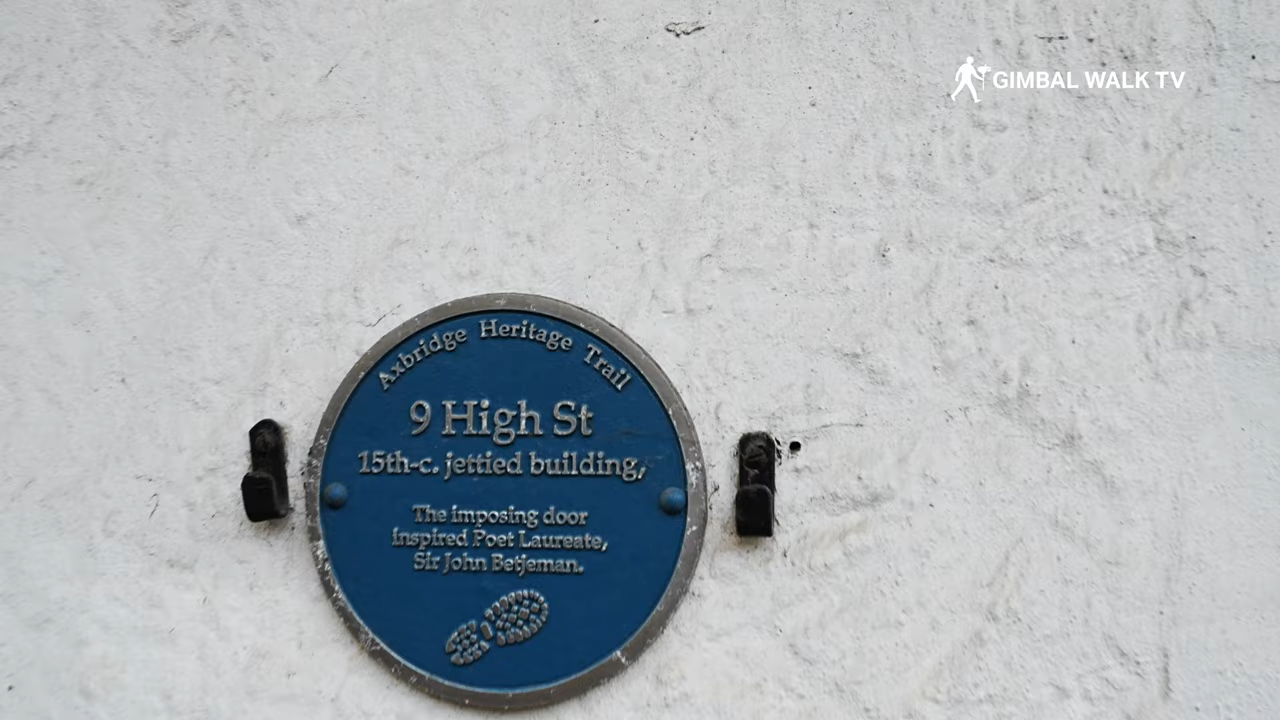 GIMBAL WALK TV
Axbridge Heritage Trail
9 High St
15th-c. jettied building,
The imposing door
inspired Poet Laureate,
Sir John Betjeman.